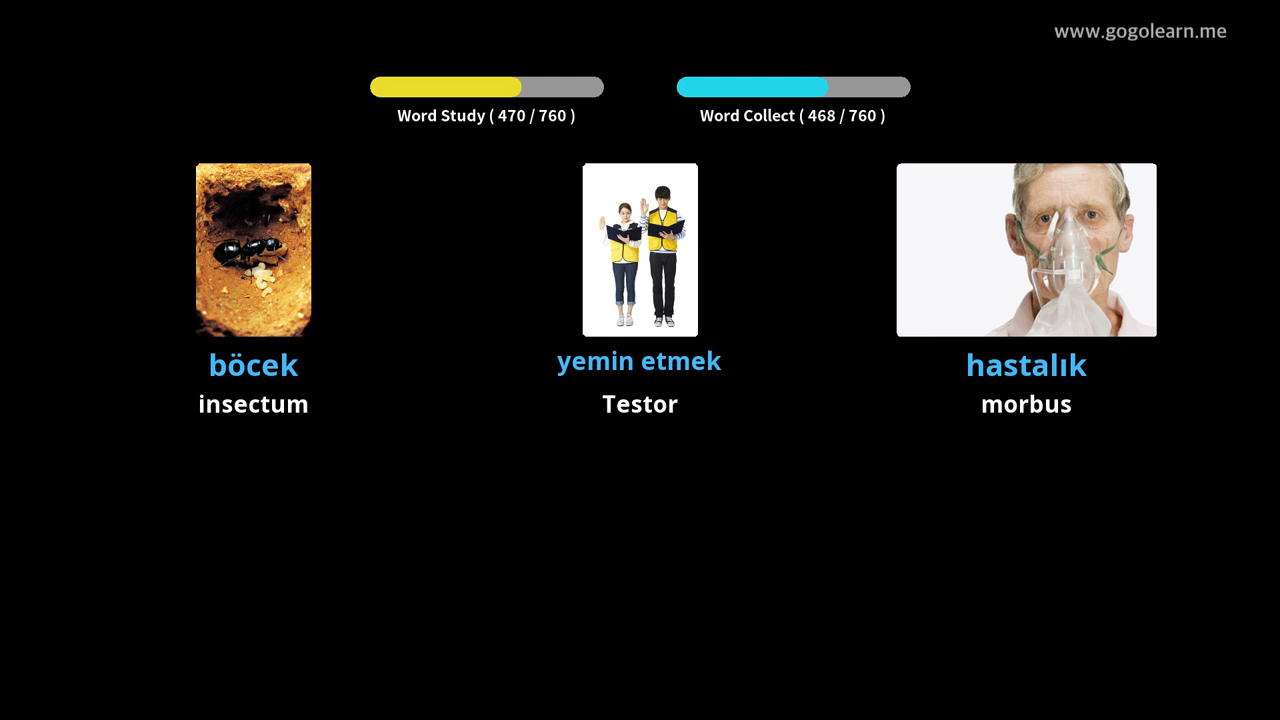 www.gogolearn.me
Word Study ( 470 / 760 )
Word Collect ( 468 / 760 )
böcek
insectum
yemin etmek
Testor
hastalık
morbus